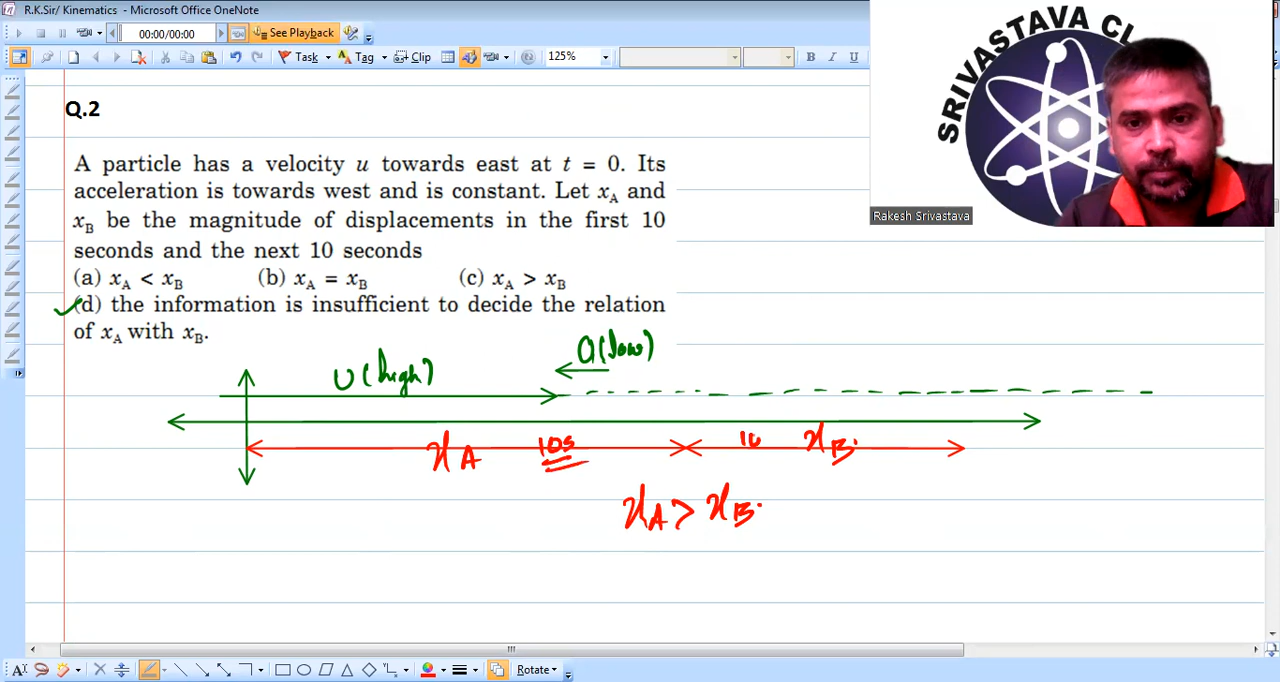 R.K.Sir/ Kinematics - Microsoft Office OneNote
00:00/00:00
See Playback
Task
Tag
Clip
125%
B I U
SRIVASTAVA CL
Rakesh Srivastava
Q.2
A particle has a velocity u towards east at t = 0. Its
acceleration is towards west and is constant. Let xA and
xB be the magnitude of displacements in the first 10
seconds and the next 10 seconds
(a) xA < xB (b) xA = xB (c) xA > xB
(d) the information is insufficient to decide the relation
of xA with xB.
U(high) a(low)
xA 10s 10 xB.
xA > xB.
Rotate